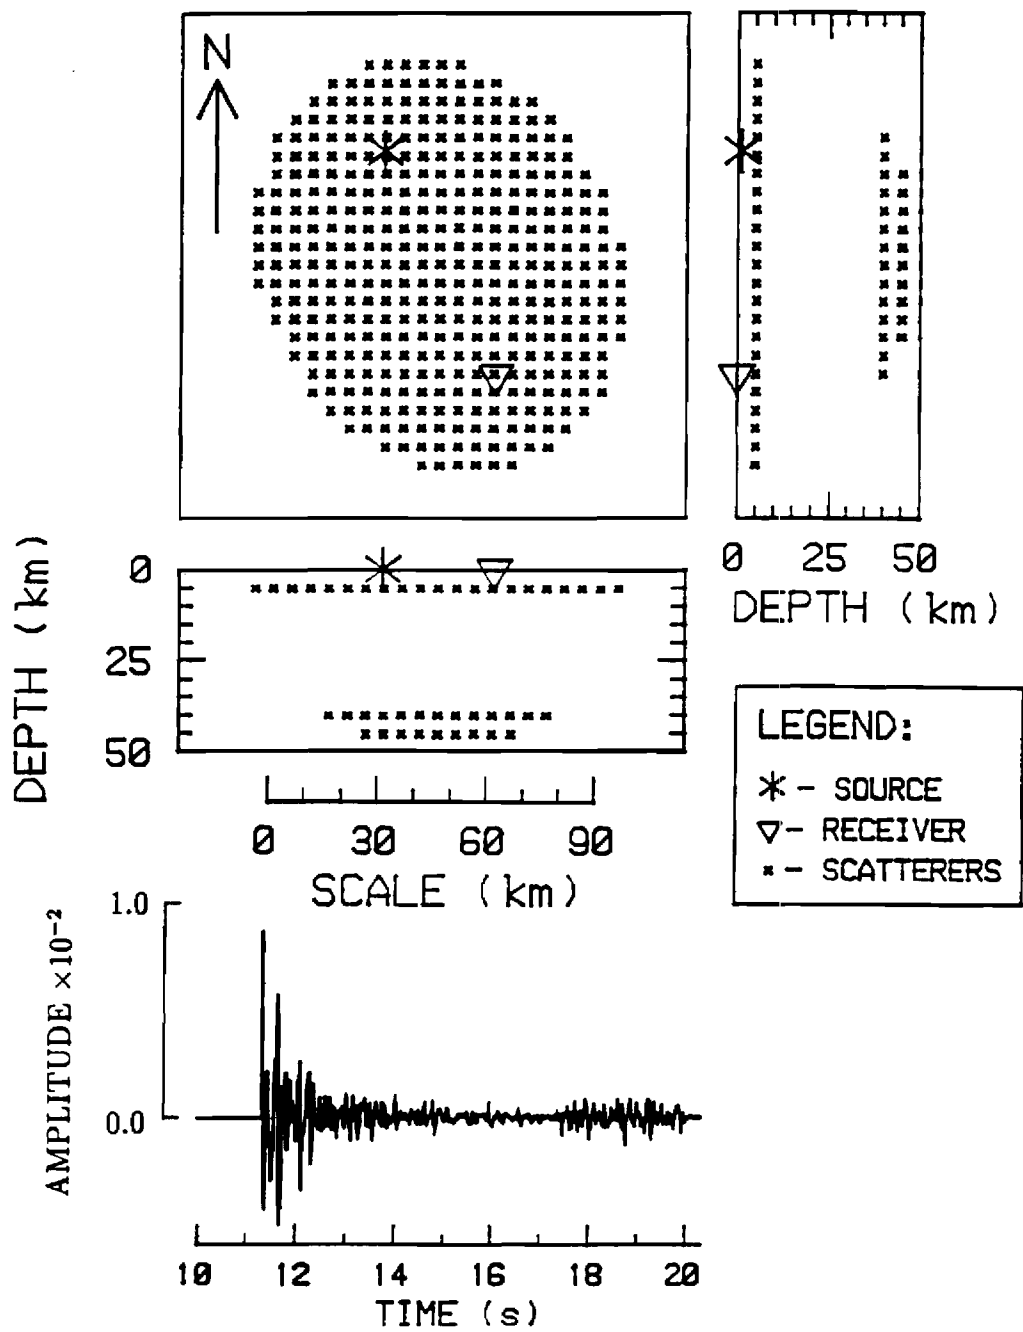 N
0 25 50
DEPTH (km)
DEPTH (km)
0
25
50
0 30 60 90
SCALE (km)
LEGEND:
- SOURCE
- RECEIVER
- SCATTERERS
AMPLITUDE ×10⁻²
1.0
0.0
10 12 14 16 18 20
TIME (s)